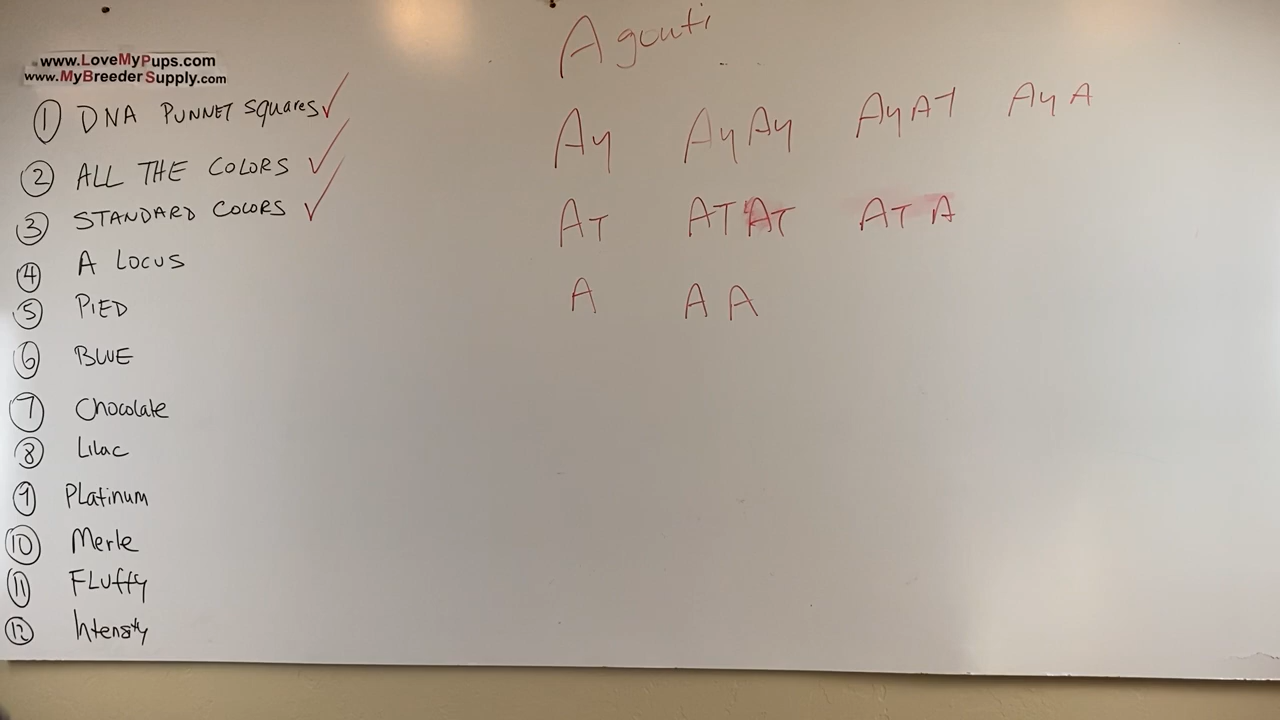 www.LoveMyPups.com
www.MyBreederSupply.com
1 DNA PUNNET Squares ✓
2 ALL THE COLORS ✓
3 STANDARD COLORS ✓
4 A LOCUS
5 PIED
6 BLUE
7 Chocolate
8 Lilac
9 PLatinum
10 Merle
11 FLuffy
12 Intensity
Agouti
Ay AyAy AyAT AyA
AT ATAT ATA
A AA